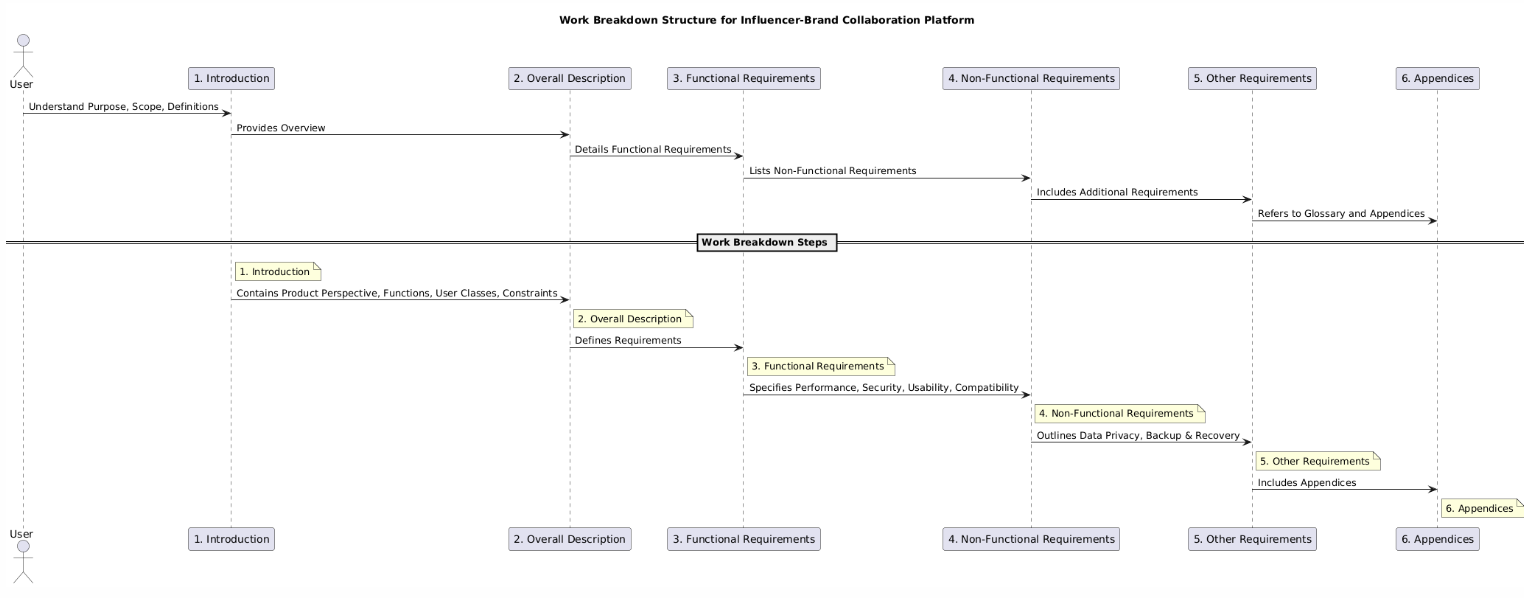 Work Breakdown Structure for Influencer-Brand Collaboration Platform
User
1. Introduction
2. Overall Description
3. Functional Requirements
4. Non-Functional Requirements
5. Other Requirements
6. Appendices
Understand Purpose, Scope, Definitions
Provides Overview
Details Functional Requirements
Lists Non-Functional Requirements
Includes Additional Requirements
Refers to Glossary and Appendices
Work Breakdown Steps
1. Introduction
Contains Product Perspective, Functions, User Classes, Constraints
2. Overall Description
Defines Requirements
3. Functional Requirements
Specifies Performance, Security, Usability, Compatibility
4. Non-Functional Requirements
Outlines Data Privacy, Backup & Recovery
5. Other Requirements
Includes Appendices
6. Appendices
User
1. Introduction
2. Overall Description
3. Functional Requirements
4. Non-Functional Requirements
5. Other Requirements
6. Appendices